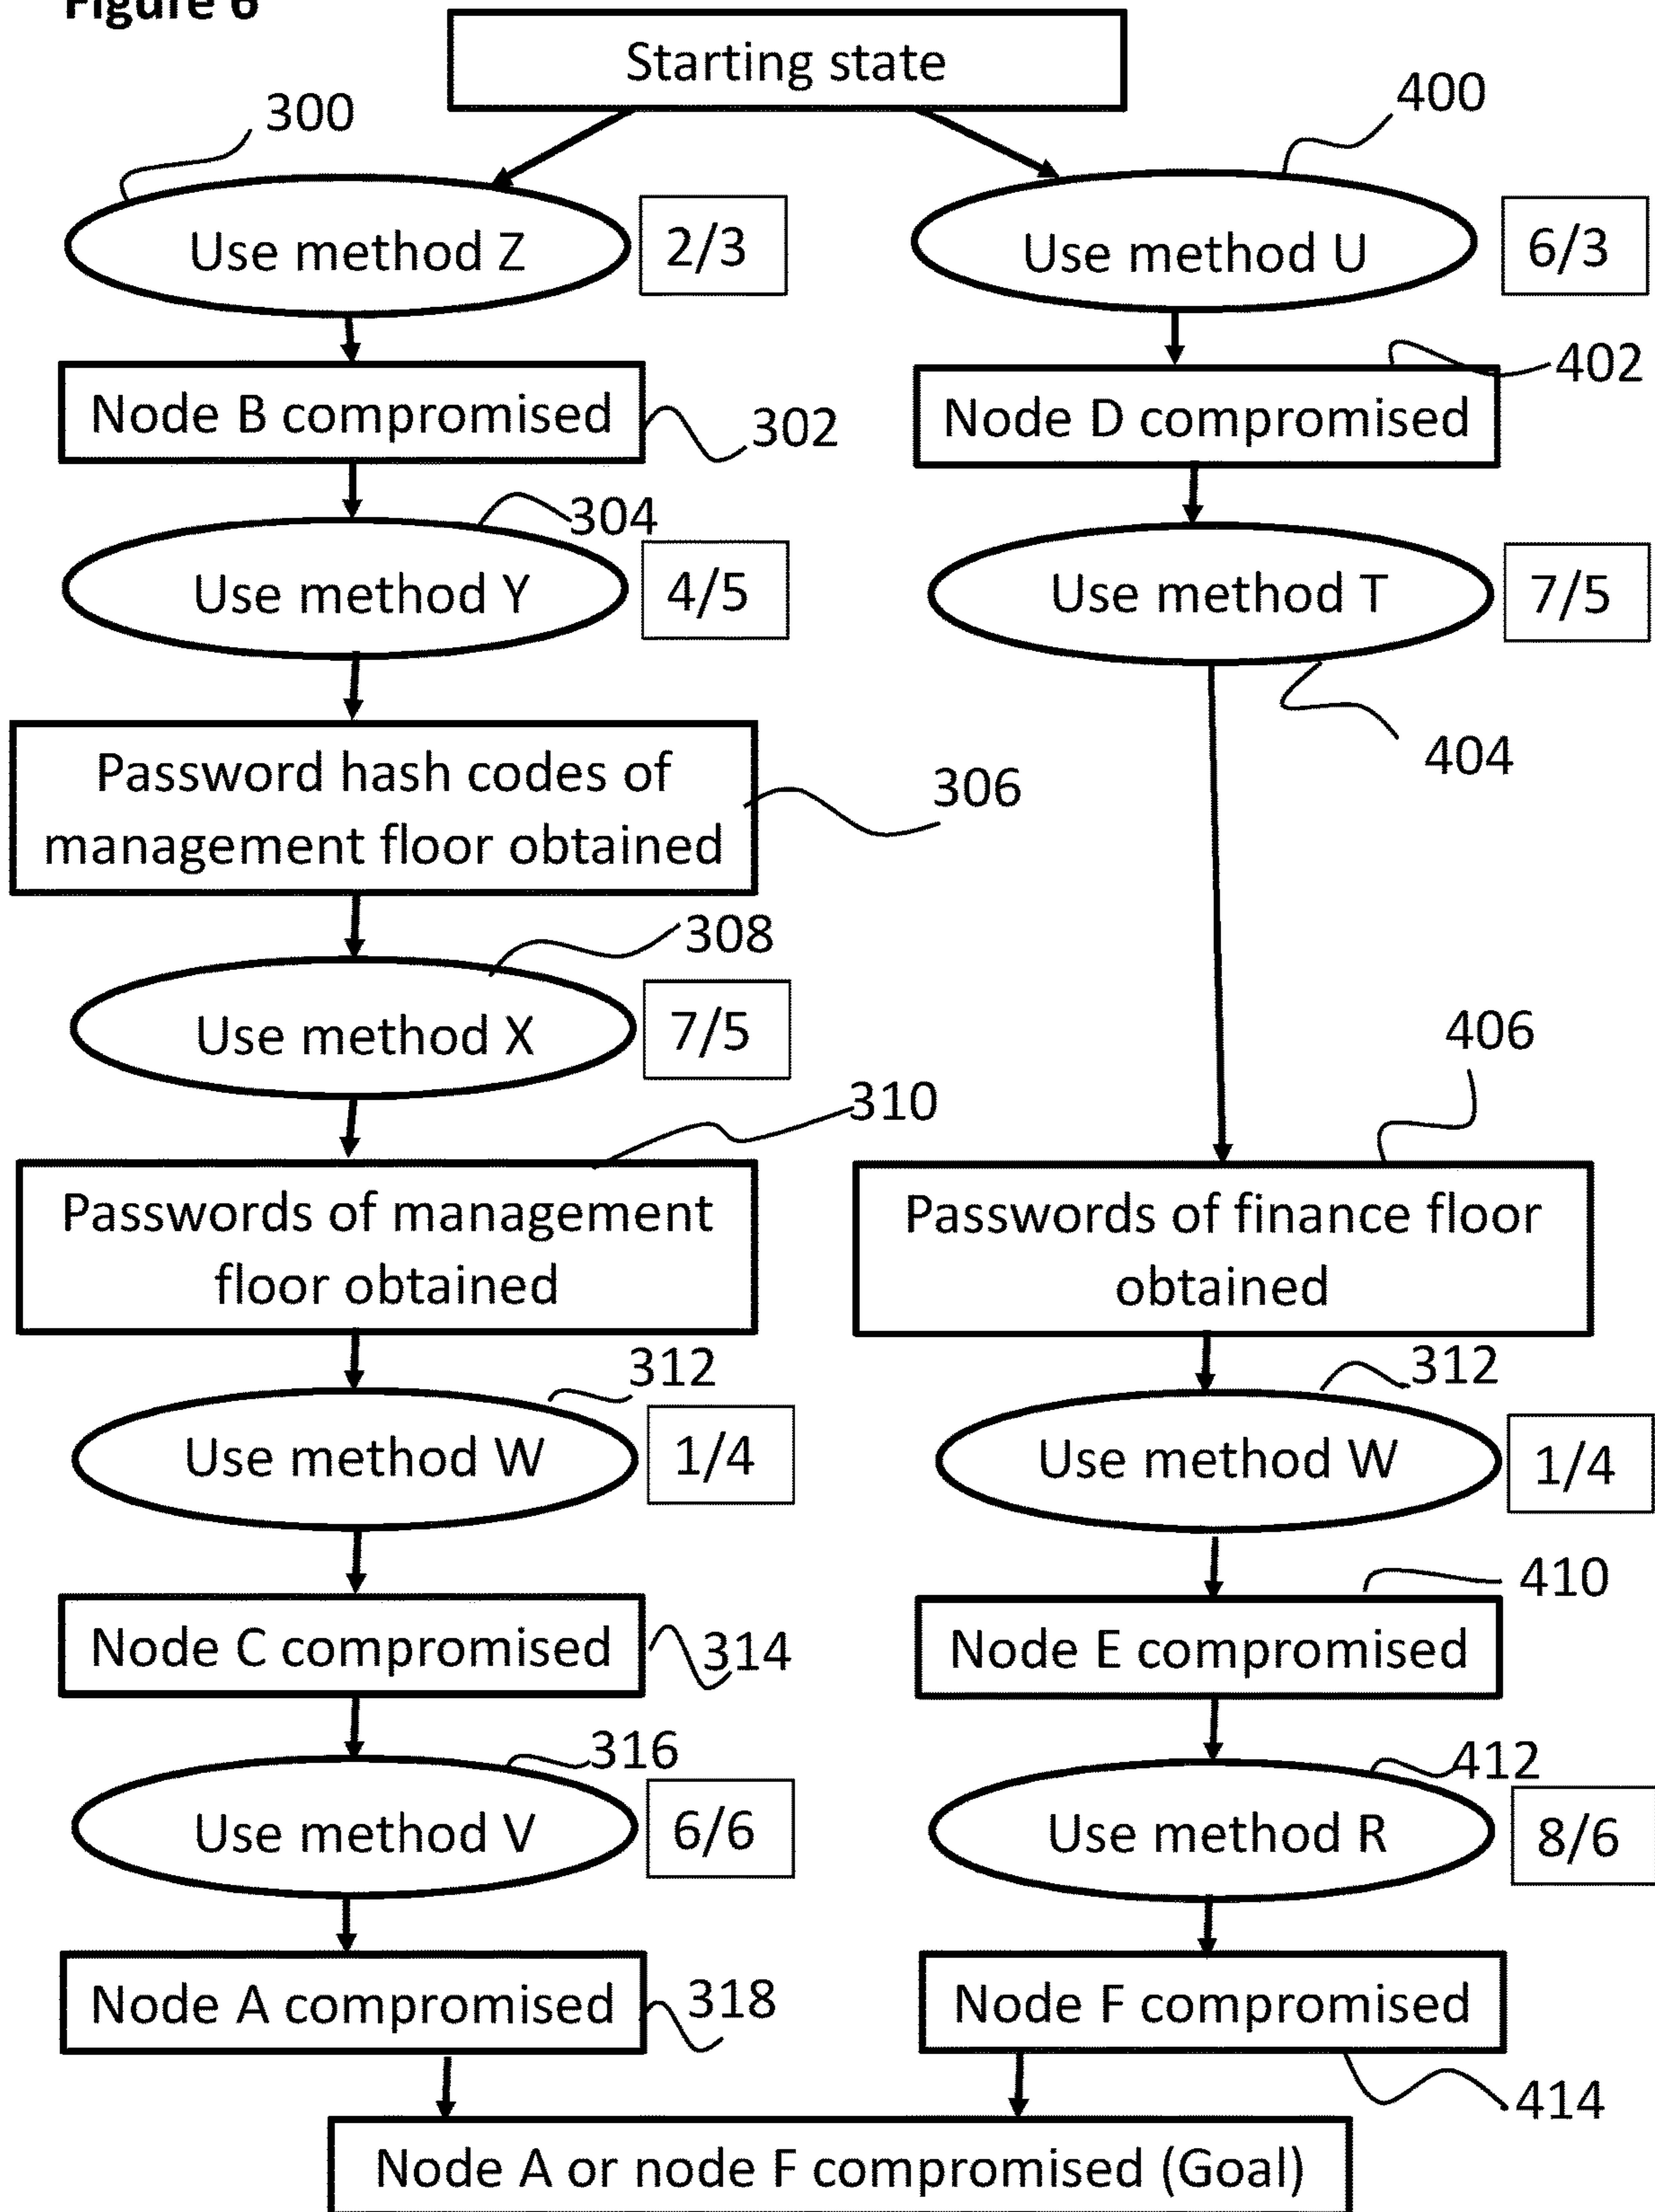 Figure 6
Starting state
300
400
Use method Z
2/3
Use method U
6/3
Node B compromised
302
Node D compromised
402
304
Use method Y
4/5
Use method T
7/5
404
Password hash codes of
management floor obtained
306
308
Use method X
7/5
406
310
Passwords of management
floor obtained
Passwords of finance floor
obtained
312
Use method W
1/4
312
Use method W
1/4
Node C compromised
314
410
Node E compromised
316
Use method V
6/6
412
Use method R
8/6
Node A compromised
318
Node F compromised
414
Node A or node F compromised (Goal)